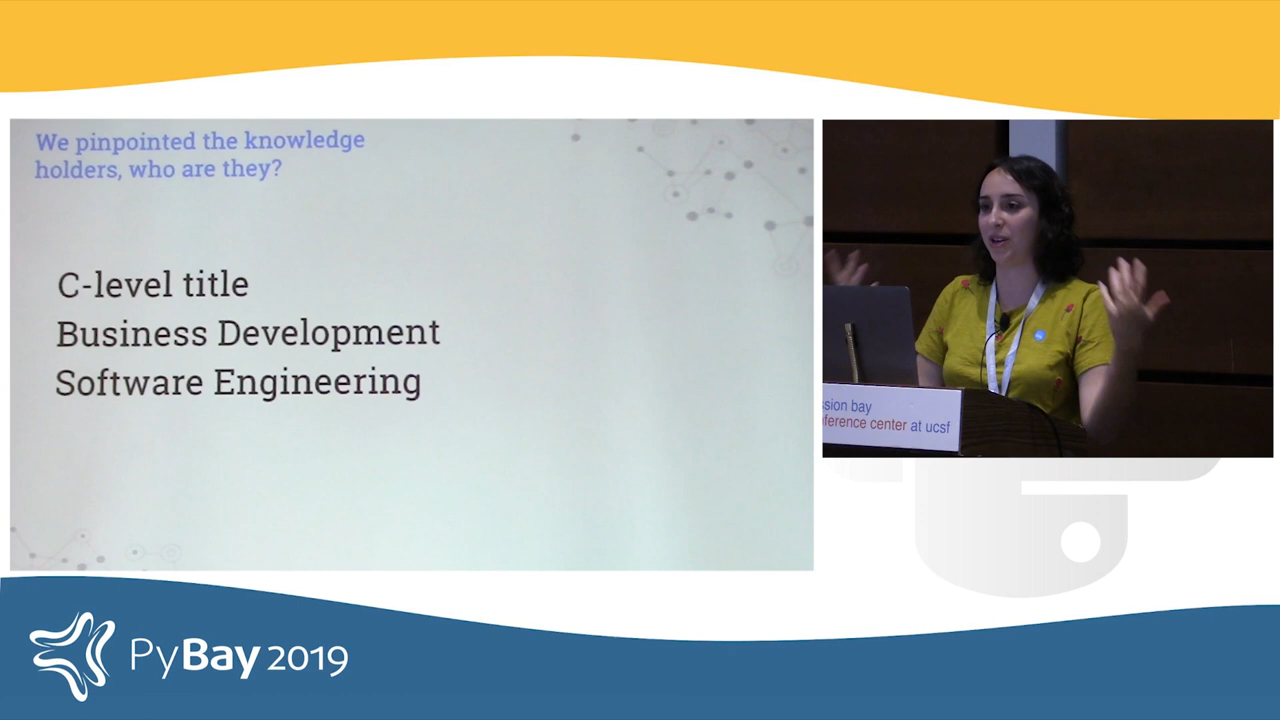 We pinpointed the knowledge
holders, who are they?
C-level title
Business Development
Software Engineering
sion bay
ference center at ucsf
PyBay 2019